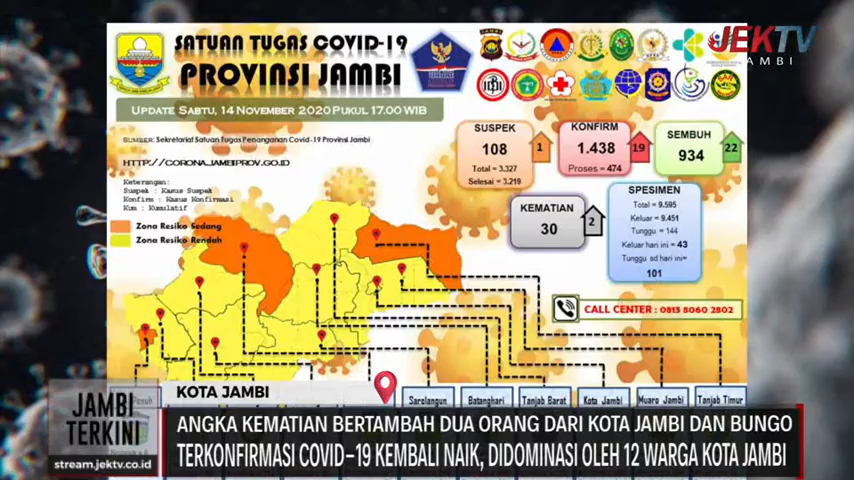 SATUAN TUGAS COVID-19
PROVINSI JAMBI
JEKTV
JAMBI
UPDATE SABTU, 14 NOVEMBER 2020 PUKUL 17.00 WIB
SUMBER: Sekretariat Satuan Tugas Penanganan Covid-19 Provinsi Jambi
HTTP://CORONA.JAMBIPROV.GO.ID
Keterangan:
Suspek : Kasus Suspek
Konfirm : Kasus Konfirmasi
Kum : Kumulatif
Zona Resiko Sedang
Zona Resiko Rendah
SUSPEK
108
1
Total = 3.327
Selesai = 3.219
KONFIRM
1.438
19
Proses = 474
SEMBUH
934
22
KEMATIAN
30
2
SPESIMEN
Total = 9.595
Keluar = 9.451
Tunggu = 144
Keluar hari ini = 43
Tunggu sd hari ini=
101
CALL CENTER : 0813 8060 2802
Sarolangun
Batanghari
Tanjab Barat
Kota Jambi
Muaro Jambi
Tanjab Timur
KOTA JAMBI
JAMBI
TERKINI
stream.jektv.co.id
ANGKA KEMATIAN BERTAMBAH DUA ORANG DARI KOTA JAMBI DAN BUNGO
TERKONFIRMASI COVID-19 KEMBALI NAIK, DIDOMINASI OLEH 12 WARGA KOTA JAMBI